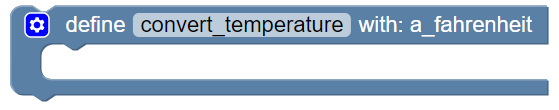 define convert_temperature with: a_fahrenheit